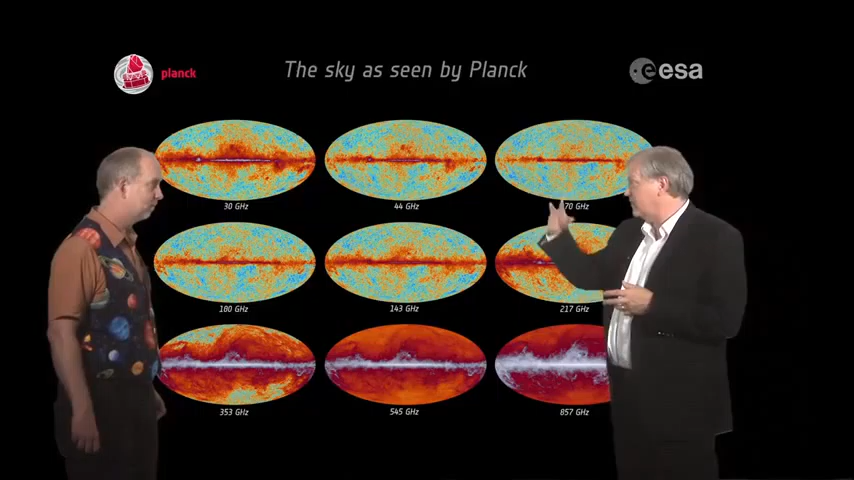 planck
The sky as seen by Planck
esa
30 GHz
44 GHz
70 GHz
100 GHz
143 GHz
217 GHz
353 GHz
545 GHz
857 GHz